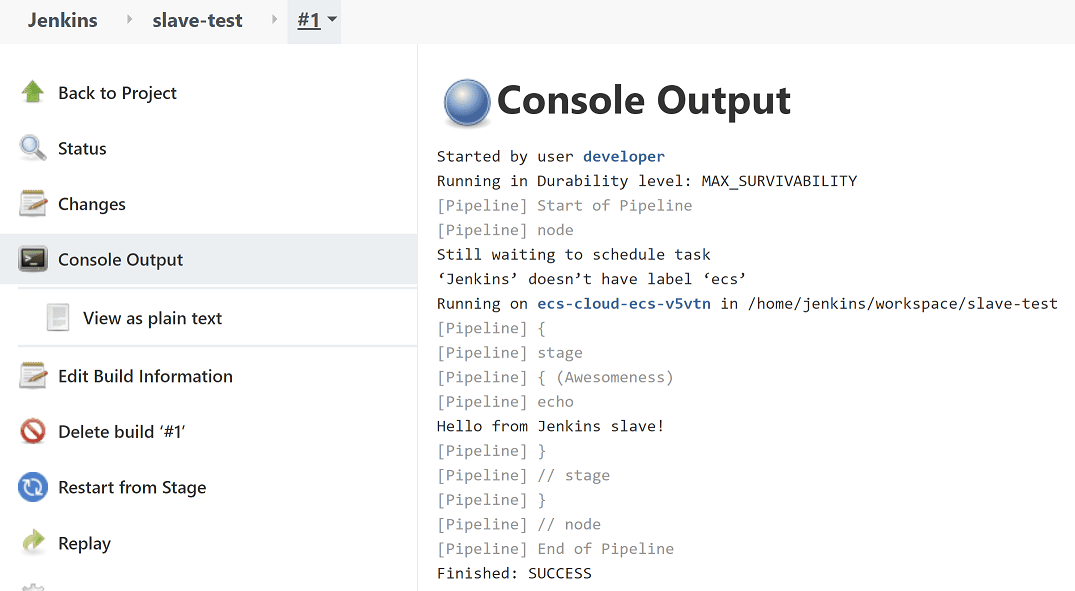 Jenkins slave-test #1
Back to Project
Status
Changes
Console Output
View as plain text
Edit Build Information
Delete build ‘#1’
Restart from Stage
Replay
Console Output
Started by user developer
Running in Durability level: MAX_SURVIVABILITY
[Pipeline] Start of Pipeline
[Pipeline] node
Still waiting to schedule task
‘Jenkins’ doesn’t have label ‘ecs’
Running on ecs-cloud-ecs-v5vtn in /home/jenkins/workspace/slave-test
[Pipeline] {
[Pipeline] stage
[Pipeline] { (Awesomeness)
[Pipeline] echo
Hello from Jenkins slave!
[Pipeline] }
[Pipeline] // stage
[Pipeline] }
[Pipeline] // node
[Pipeline] End of Pipeline
Finished: SUCCESS